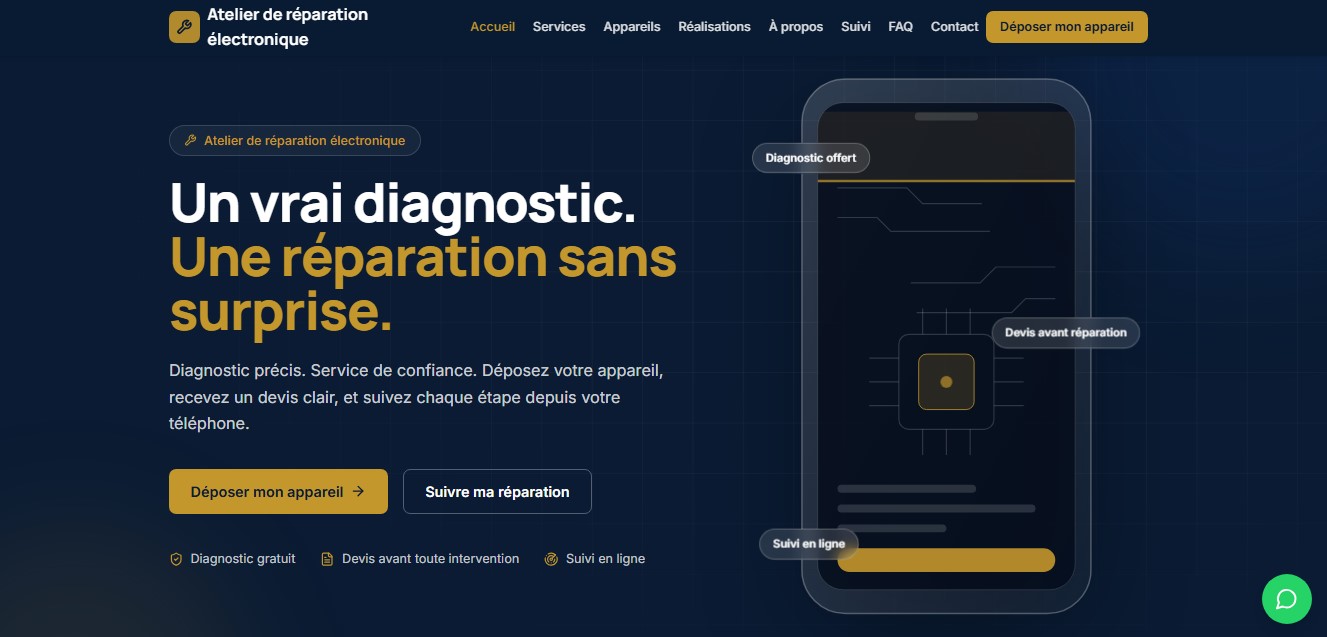 Atelier de réparation
électronique
Accueil Services Appareils Réalisations À propos Suivi FAQ Contact Déposer mon appareil
Atelier de réparation électronique
Un vrai diagnostic.
Une réparation sans
surprise.
Diagnostic précis. Service de confiance. Déposez votre appareil,
recevez un devis clair, et suivez chaque étape depuis votre
téléphone.
Déposer mon appareil Suivre ma réparation
Diagnostic gratuit Devis avant toute intervention Suivi en ligne
Diagnostic offert
Devis avant réparation
Suivi en ligne